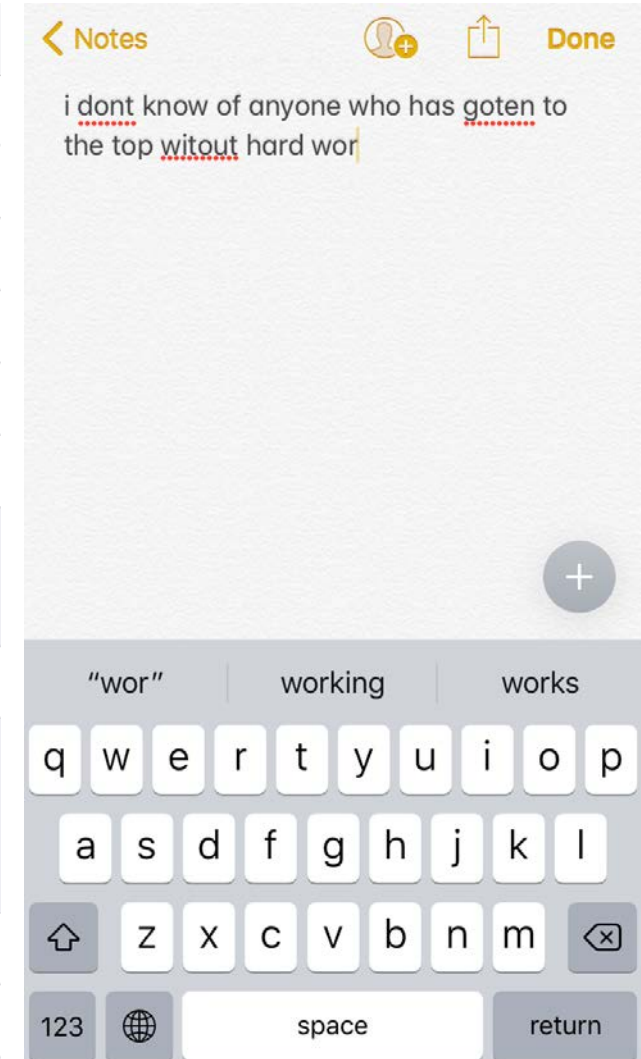 Notes
Done
i dont know of anyone who has goten to
the top witout hard wor
+
“wor” working works
q w e r t y u i o p
a s d f g h j k l
z x c v b n m
123 space return